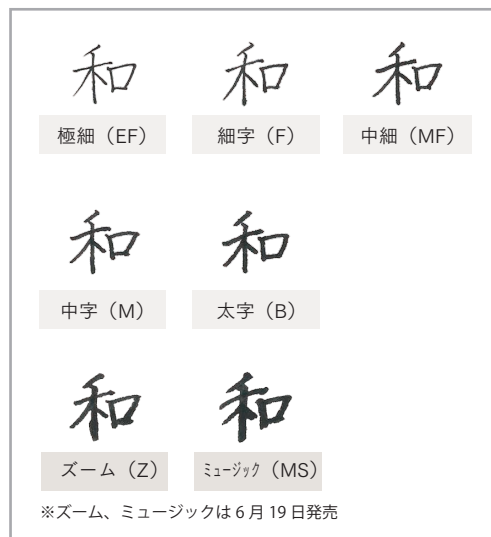 和 和 和
極細（EF） 細字（F） 中細（MF）
和 和
中字（M） 太字（B）
和 和
ズーム（Z） ﾐｭｰｼﾞｯｸ（MS）
※ズーム、ミュージックは 6 月 19 日発売